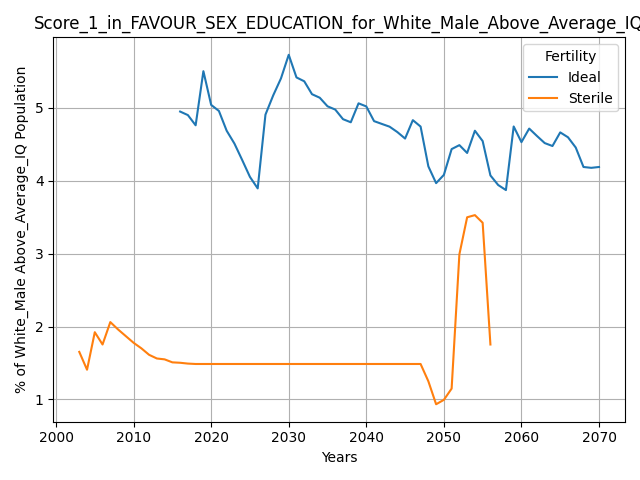 Score_1_in_FAVOUR_SEX_EDUCATION_for_White_Male_Above_Average_IQ
% of White_Male Above_Average_IQ Population
5
4
3
2
1
Fertility
Ideal
Sterile
2000 2010 2020 2030 2040 2050 2060 2070
Years